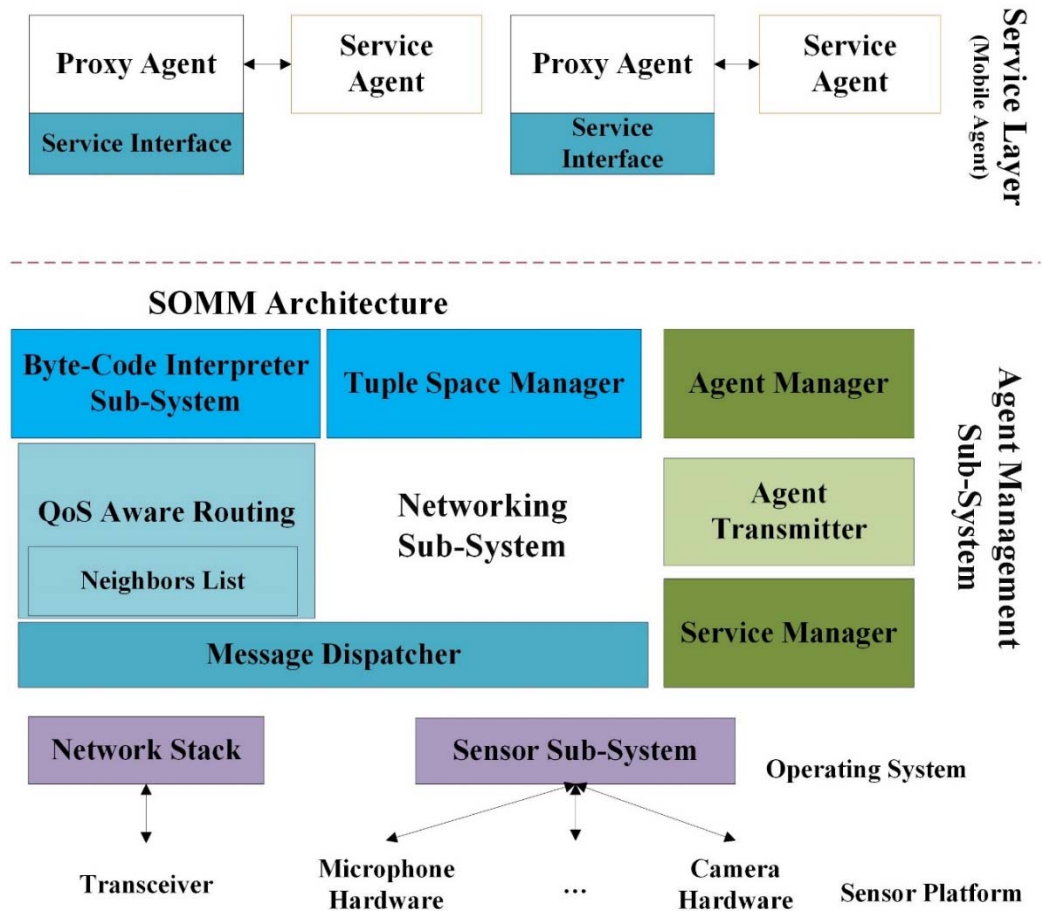 Proxy Agent
Service
Agent
Proxy Agent
Service
Agent
Service Interface
Service
Interface
Service Layer
(Mobile Agent)
SOMM Architecture
Byte-Code Interpreter
Sub-System
Tuple Space Manager
Agent Manager
QoS Aware Routing
Neighbors List
Networking
Sub-System
Agent
Transmitter
Agent Management
Sub-System
Message Dispatcher
Service Manager
Network Stack
Sensor Sub-System
Operating System
Transceiver
Microphone
Hardware
...
Camera
Hardware
Sensor Platform